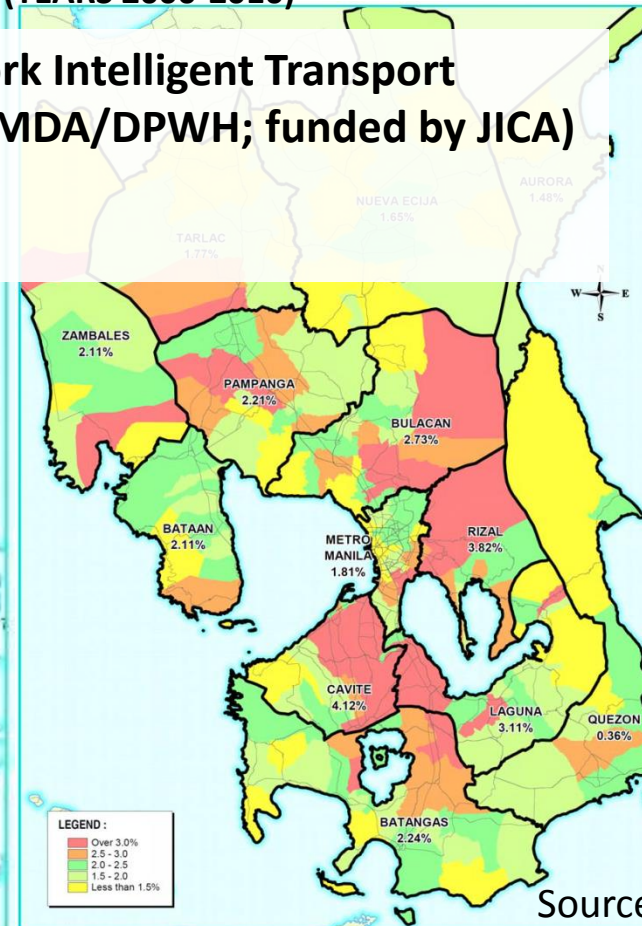 rk Intelligent Transport
MDA/DPWH; funded by JICA)
AURORA
1.48%
NUEVA ECIJA
1.65%
TARLAC
1.77%
W E
S
ZAMBALES
2.11%
PAMPANGA
2.21%
BULACAN
2.73%
BATAAN
2.11%
METRO
MANILA
1.81%
RIZAL
3.82%
CAVITE
4.12%
LAGUNA
3.11%
QUEZON
0.36%
BATANGAS
2.24%
LEGEND :
Over 3.0%
2.5 - 3.0
2.0 - 2.5
1.5 - 2.0
Less than 1.5%
Source